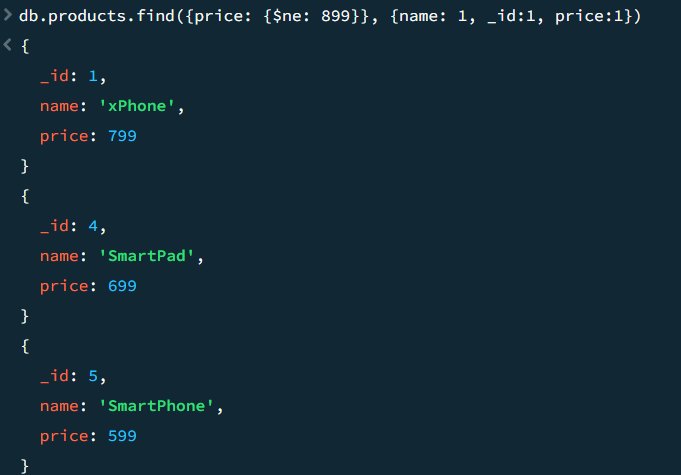 > db.products.find({price: {$ne: 899}}, {name: 1, _id:1, price:1})
< {
_id: 1,
name: 'xPhone',
price: 799
}
{
_id: 4,
name: 'SmartPad',
price: 699
}
{
_id: 5,
name: 'SmartPhone',
price: 599
}